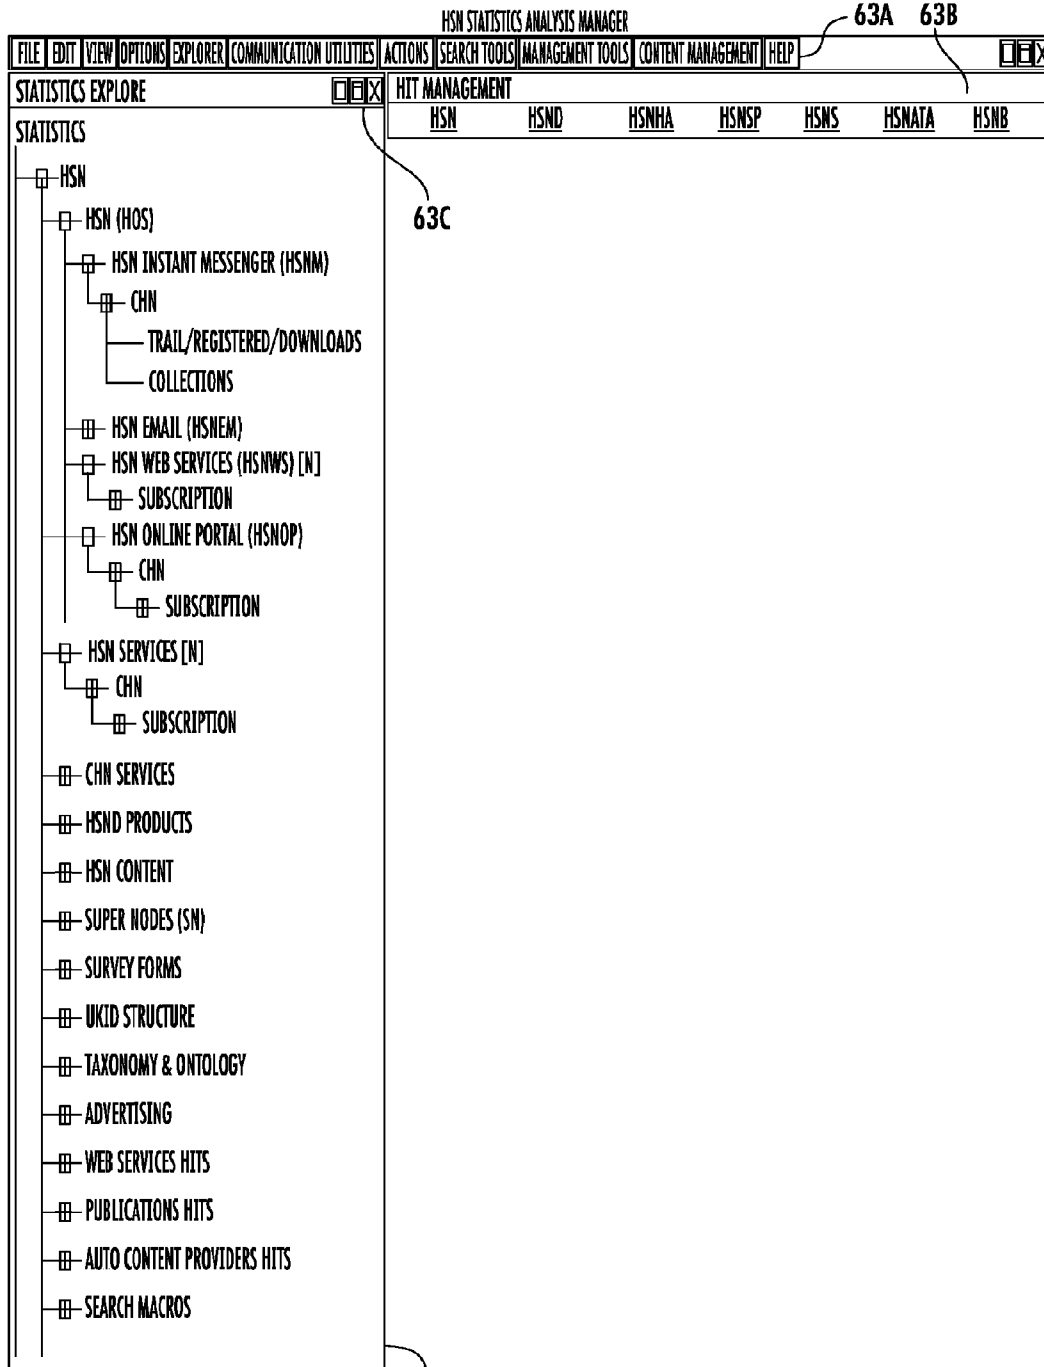 HSN STATISTICS ANALYSIS MANAGER
63A 63B
FILE EDIT VIEW OPTIONS EXPLORER COMMUNICATION UTILITIES ACTIONS SEARCH TOOLS MANAGEMENT TOOLS CONTENT MANAGEMENT HELP
STATISTICS EXPLORE
HIT MANAGEMENT
HSN HSND HSNHA HSNSP HSNS HSNATA HSNB
STATISTICS
63C
HSN
HSN (HOS)
HSN INSTANT MESSENGER (HSNM)
CHN
TRAIL/REGISTERED/DOWNLOADS
COLLECTIONS
HSN EMAIL (HSNEM)
HSN WEB SERVICES (HSNWS) [N]
SUBSCRIPTION
HSN ONLINE PORTAL (HSNOP)
CHN
SUBSCRIPTION
HSN SERVICES [N]
CHN
SUBSCRIPTION
CHN SERVICES
HSND PRODUCTS
HSN CONTENT
SUPER NODES (SN)
SURVEY FORMS
UKID STRUCTURE
TAXONOMY & ONTOLOGY
ADVERTISING
WEB SERVICES HITS
PUBLICATIONS HITS
AUTO CONTENT PROVIDERS HITS
SEARCH MACROS